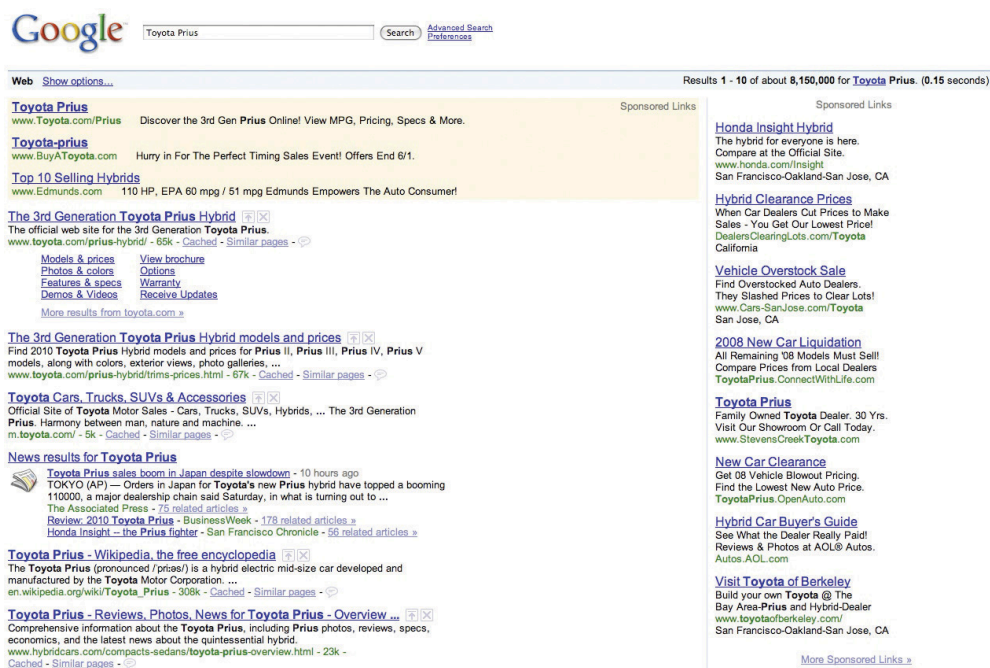 Google
Toyota Prius
Search
Advanced Search
Preferences
Web Show options...
Results 1 - 10 of about 8,150,000 for Toyota Prius. (0.15 seconds)
Toyota Prius
Sponsored Links
www.Toyota.com/Prius Discover the 3rd Gen Prius Online! View MPG, Pricing, Specs & More.
Toyota-prius
www.BuyAToyota.com Hurry in For The Perfect Timing Sales Event! Offers End 6/1.
Top 10 Selling Hybrids
www.Edmunds.com 110 HP, EPA 60 mpg / 51 mpg Edmunds Empowers The Auto Consumer!
The 3rd Generation Toyota Prius Hybrid
The official web site for the 3rd Generation Toyota Prius.
www.toyota.com/prius-hybrid/ - 65k - Cached - Similar pages -
Models & prices View brochure
Photos & colors Options
Features & specs Warranty
Demos & Videos Receive Updates
More results from toyota.com »
The 3rd Generation Toyota Prius Hybrid models and prices
Find 2010 Toyota Prius Hybrid models and prices for Prius II, Prius III, Prius IV, Prius V
models, along with colors, exterior views, photo galleries, ...
www.toyota.com/prius-hybrid/trims-prices.html - 67k - Cached - Similar pages -
Toyota Cars, Trucks, SUVs & Accessories
Official Site of Toyota Motor Sales - Cars, Trucks, SUVs, Hybrids, ... The 3rd Generation
Prius. Harmony between man, nature and machine. ...
m.toyota.com/ - 5k - Cached - Similar pages -
News results for Toyota Prius
Toyota Prius sales boom in Japan despite slowdown - 10 hours ago
TOKYO (AP) — Orders in Japan for Toyota's new Prius hybrid have topped a booming
110000, a major dealership chain said Saturday, in what is turning out to ...
The Associated Press - 75 related articles »
Review: 2010 Toyota Prius - BusinessWeek - 178 related articles »
Honda Insight -- the Prius fighter - San Francisco Chronicle - 56 related articles »
Toyota Prius - Wikipedia, the free encyclopedia
The Toyota Prius (pronounced /ˈpriəs/) is a hybrid electric mid-size car developed and
manufactured by the Toyota Motor Corporation. ...
en.wikipedia.org/wiki/Toyota_Prius - 308k - Cached - Similar pages -
Toyota Prius - Reviews, Photos, News for Toyota Prius - Overview ...
Comprehensive information about the Toyota Prius, including Prius photos, reviews, specs,
economics, and the latest news about the quintessential hybrid.
www.hybridcars.com/compacts-sedans/toyota-prius-overview.html - 23k -
Cached - Similar pages -
Sponsored Links
Honda Insight Hybrid
The hybrid for everyone is here.
Compare at the Official Site.
www.honda.com/Insight
San Francisco-Oakland-San Jose, CA
Hybrid Clearance Prices
When Car Dealers Cut Prices to Make
Sales - You Get Our Lowest Price!
DealersClearingLots.com/Toyota
California
Vehicle Overstock Sale
Find Overstocked Auto Dealers.
They Slashed Prices to Clear Lots!
www.Cars-SanJose.com/Toyota
San Jose, CA
2008 New Car Liquidation
All Remaining '08 Models Must Sell!
Compare Prices from Local Dealers
ToyotaPrius.ConnectWithLife.com
Toyota Prius
Family Owned Toyota Dealer. 30 Yrs.
Visit Our Showroom Or Call Today.
www.StevensCreekToyota.com
New Car Clearance
Get 08 Vehicle Blowout Pricing.
Find the Lowest New Auto Price.
ToyotaPrius.OpenAuto.com
Hybrid Car Buyer's Guide
See What the Dealer Really Paid!
Reviews & Photos at AOL® Autos.
Autos.AOL.com
Visit Toyota of Berkeley
Build your own Toyota @ The
Bay Area-Prius and Hybrid-Dealer
www.toyotaofberkeley.com/
San Francisco-Oakland-San Jose, CA
More Sponsored Links »